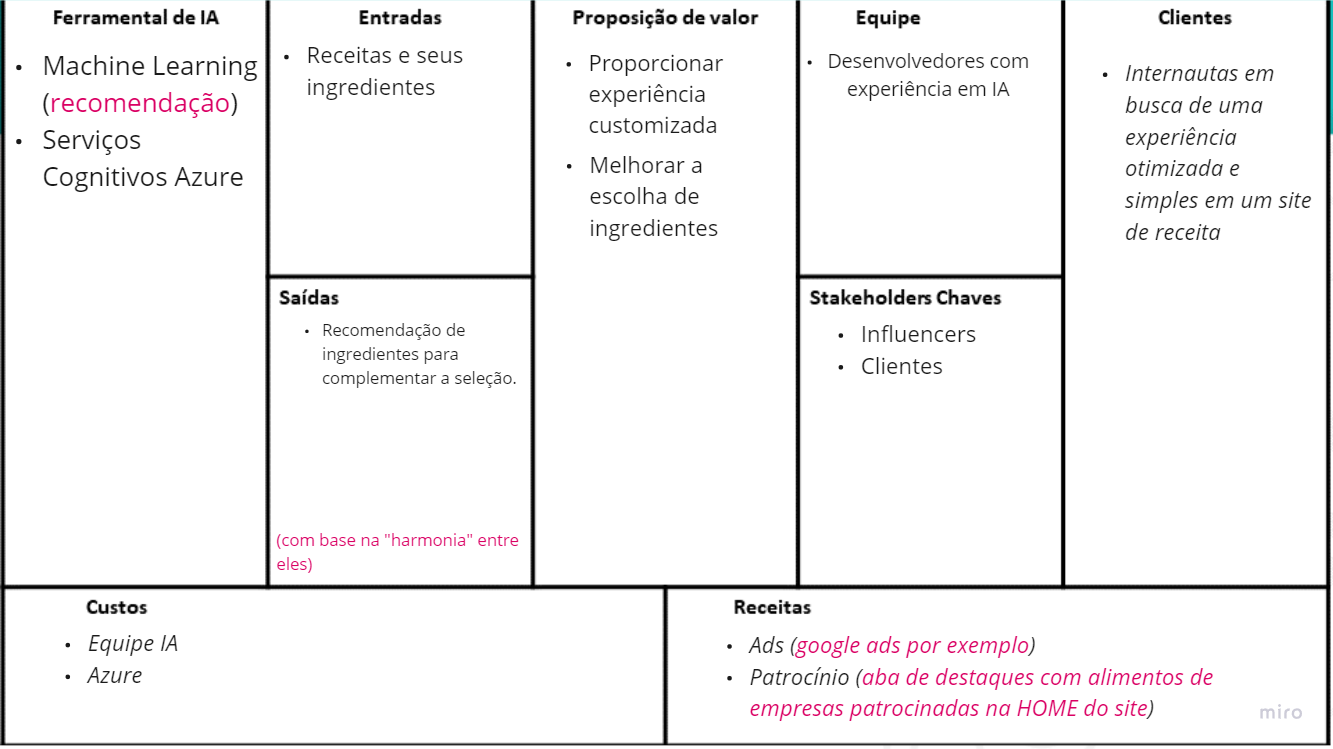 Ferramental de IA
• Machine Learning
(recomendação)
• Serviços
Cognitivos Azure
Entradas
• Receitas e seus
ingredientes
Saídas
• Recomendação de
ingredientes para
complementar a seleção.
(com base na "harmonia" entre
eles)
Proposição de valor
• Proporcionar
experiência
customizada
• Melhorar a
escolha de
ingredientes
Equipe
• Desenvolvedores com
experiência em IA
Stakeholders Chaves
• Influencers
• Clientes
Clientes
• Internautas em
busca de uma
experiência
otimizada e
simples em um site
de receita
Custos
• Equipe IA
• Azure
Receitas
• Ads (google ads por exemplo)
• Patrocínio (aba de destaques com alimentos de
empresas patrocinadas na HOME do site)
miro